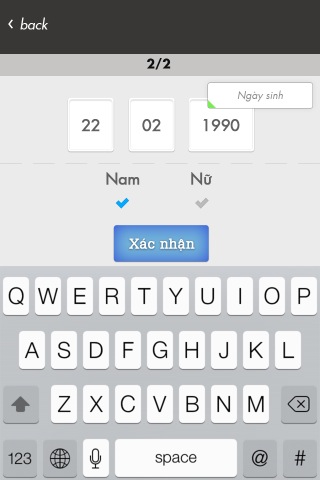 ‹ back
2/2
Ngày sinh
22 02 1990
Nam Nữ
Xác nhận
Q W E R T Y U I O P
A S D F G H J K L
Z X C V B N M
123 space @ #